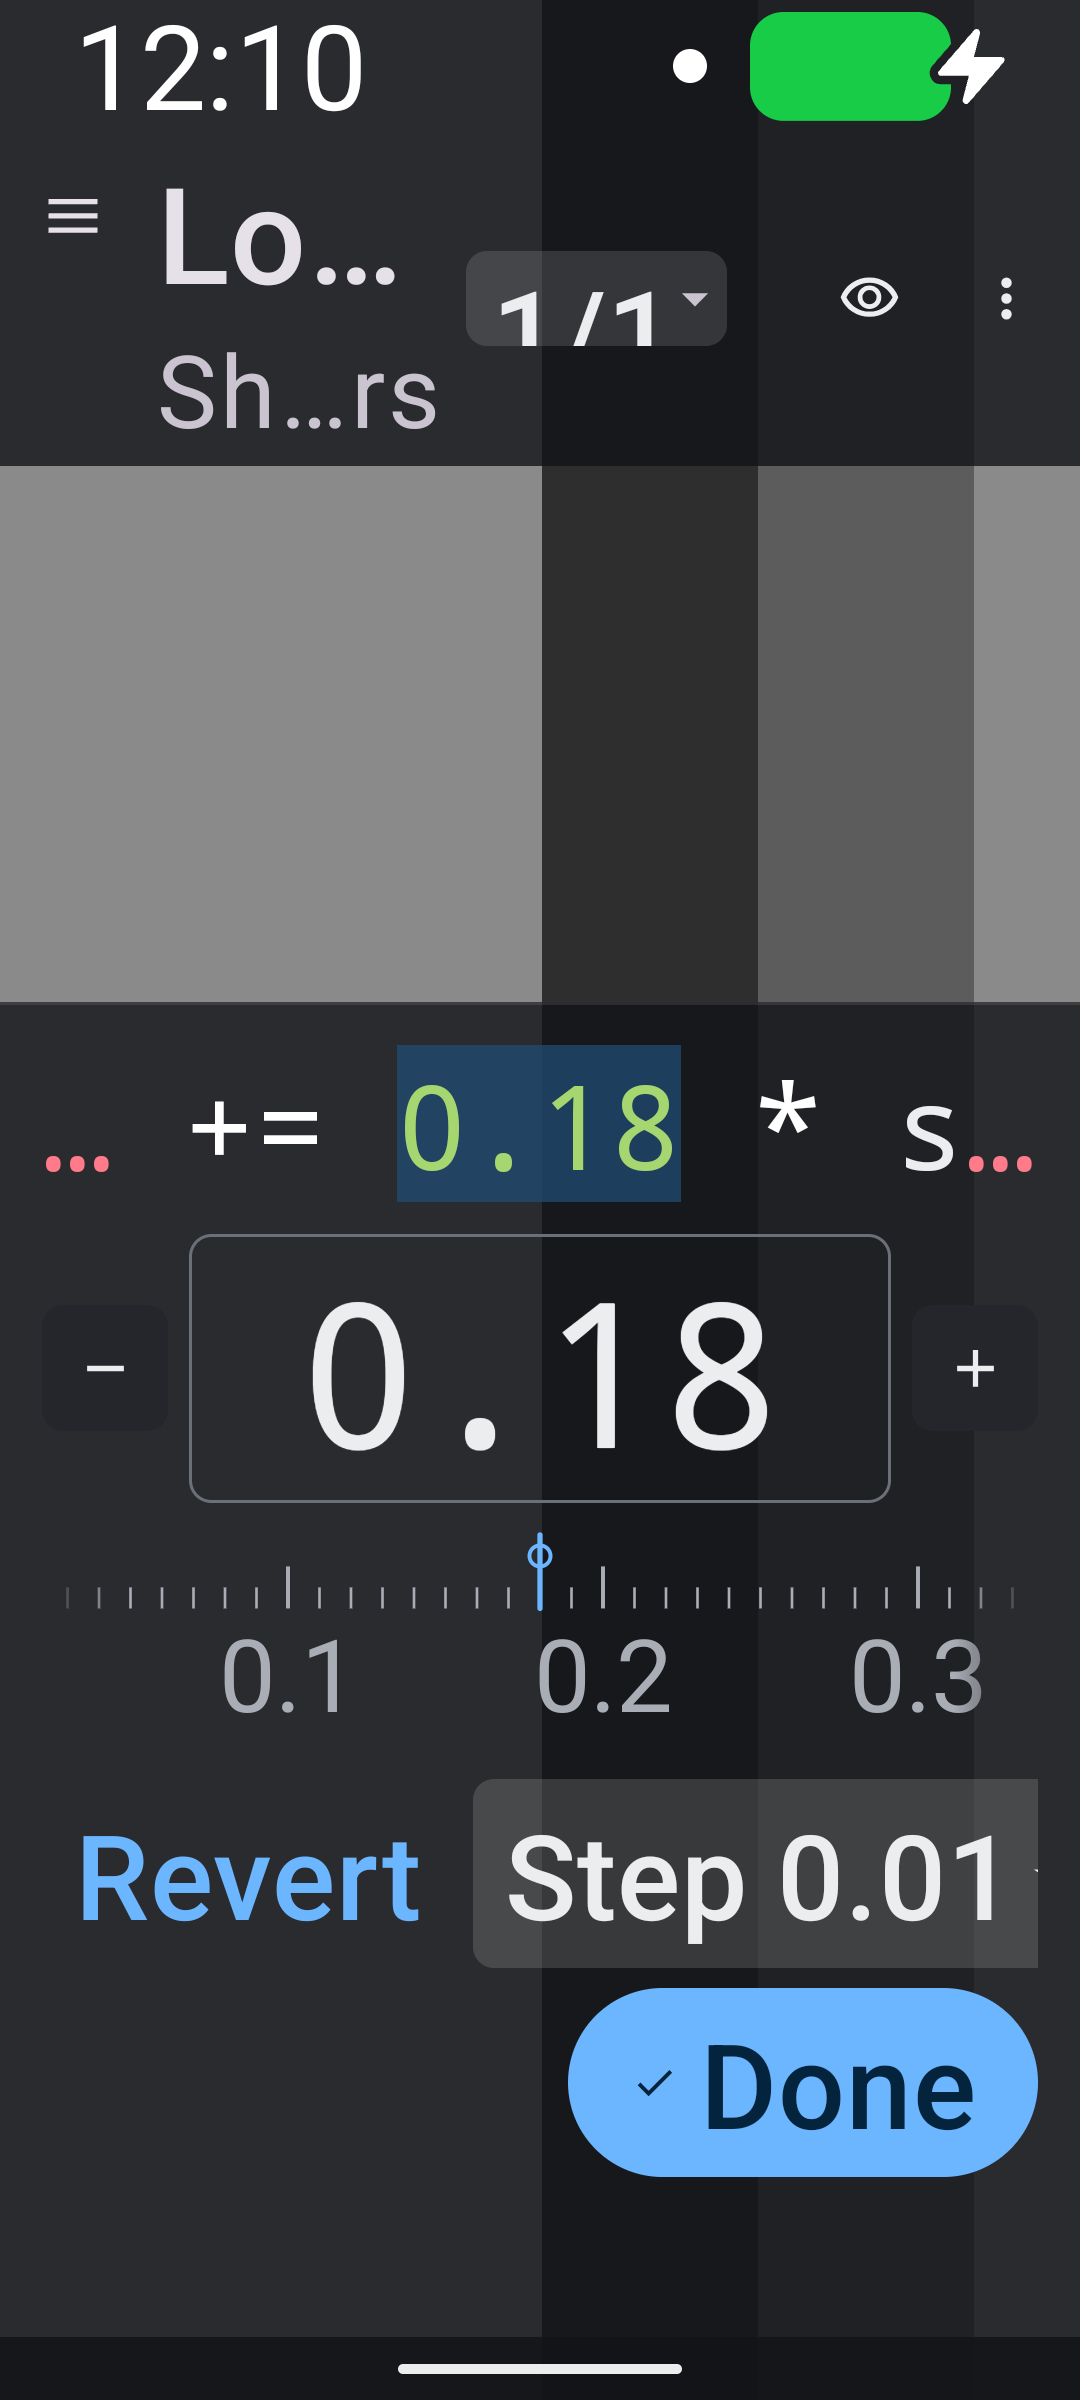 12:10
Lo…
1/1
Sh…rs
… += 0.18 * s…
− 0.18 +
0.1 0.2 0.3
Revert Step 0.01
Done